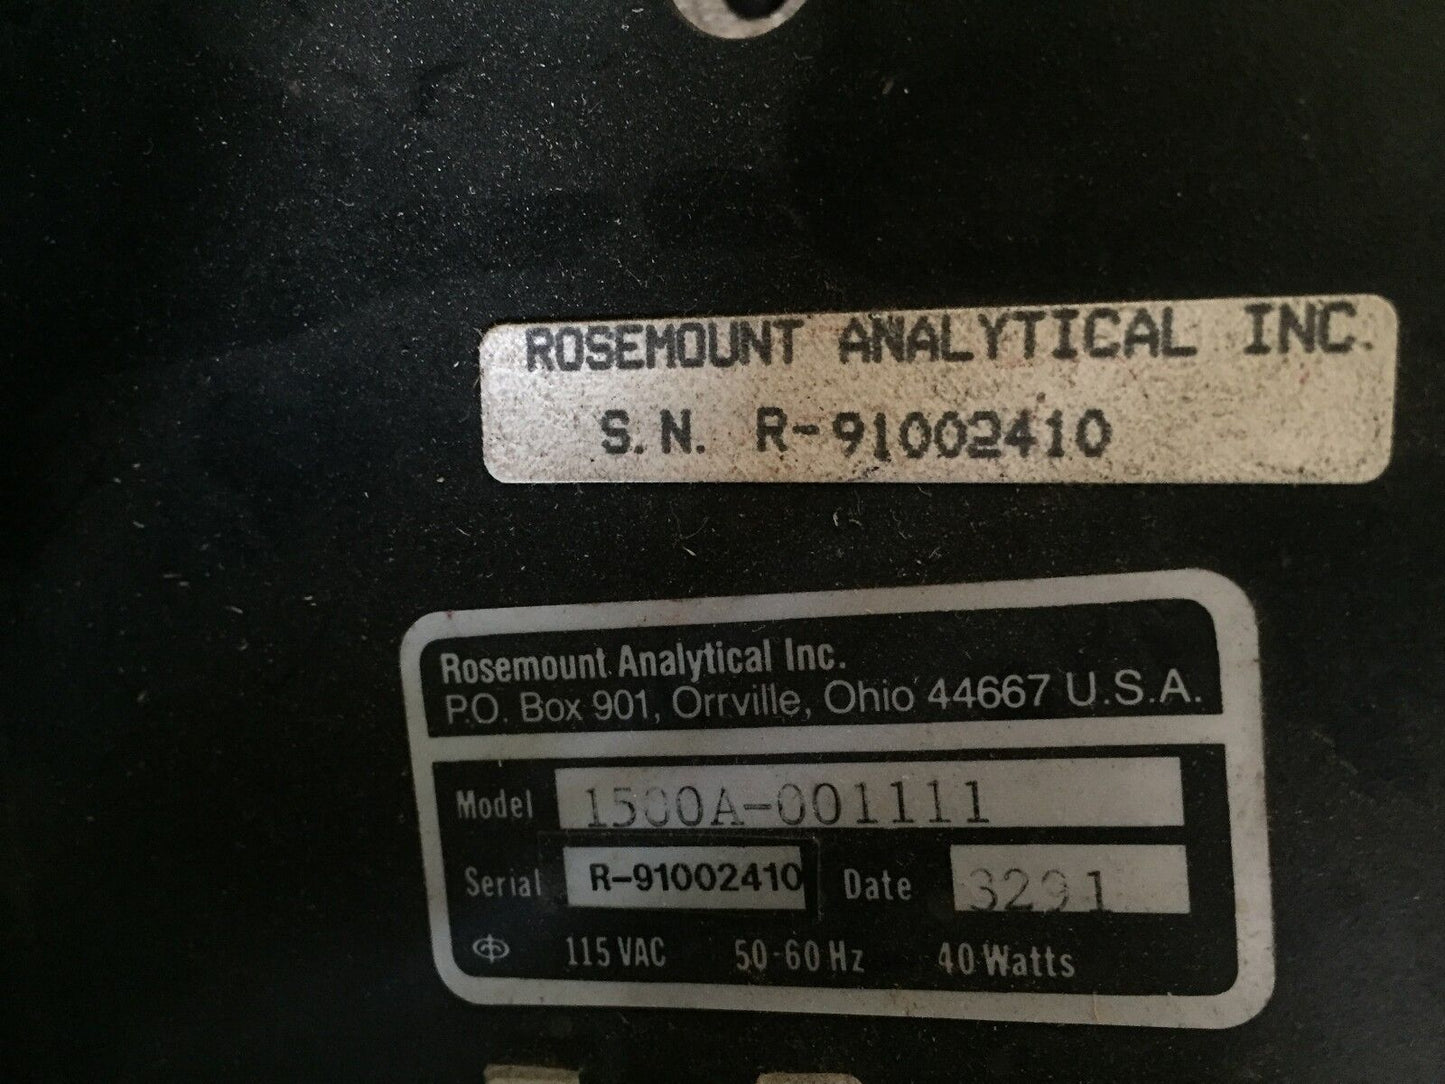 ROSEMOUNT ANALYTICAL INC.
S.N. R-91002410
Rosemount Analytical Inc.
P.O. Box 901, Orrville, Ohio 44667 U.S.A.
Model 1500A-001111
Serial R-91002410 Date 3291
115 VAC 50-60 Hz 40 Watts